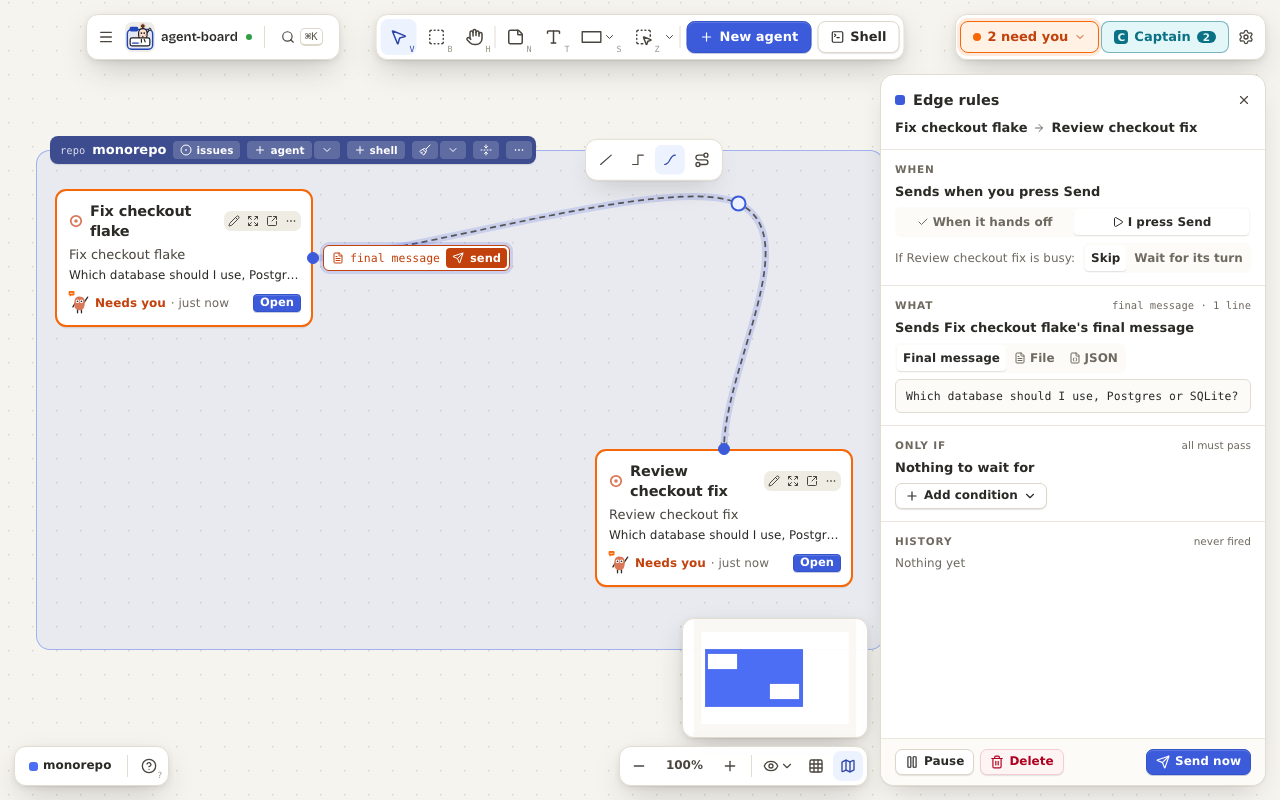 agent-board
⌘K
V
B
H
N
T
S
Z
New agent
Shell
2 need you
C Captain 2
repo monorepo issues agent shell
Fix checkout
flake
Fix checkout flake
Which database should I use, Postgr…
Needs you · just now
Open
final message send
Review
checkout fix
Review checkout fix
Which database should I use, Postgr…
Needs you · just now
Open
Edge rules
Fix checkout flake → Review checkout fix
WHEN
Sends when you press Send
When it hands off
I press Send
If Review checkout fix is busy: Skip Wait for its turn
WHAT
final message · 1 line
Sends Fix checkout flake's final message
Final message File JSON
Which database should I use, Postgres or SQLite?
ONLY IF
all must pass
Nothing to wait for
Add condition
HISTORY
never fired
Nothing yet
Pause
Delete
Send now
monorepo
?
100%